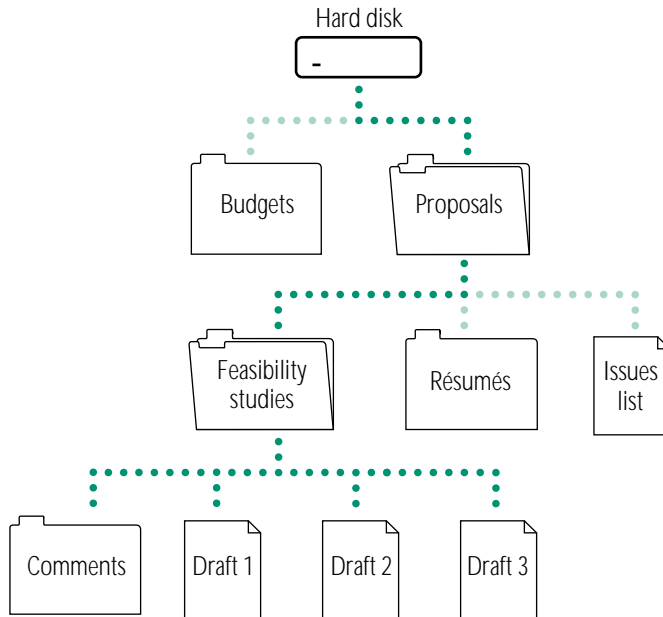 Hard disk
Budgets
Proposals
Feasibility
studies
Résumés
Issues
list
Comments
Draft 1
Draft 2
Draft 3